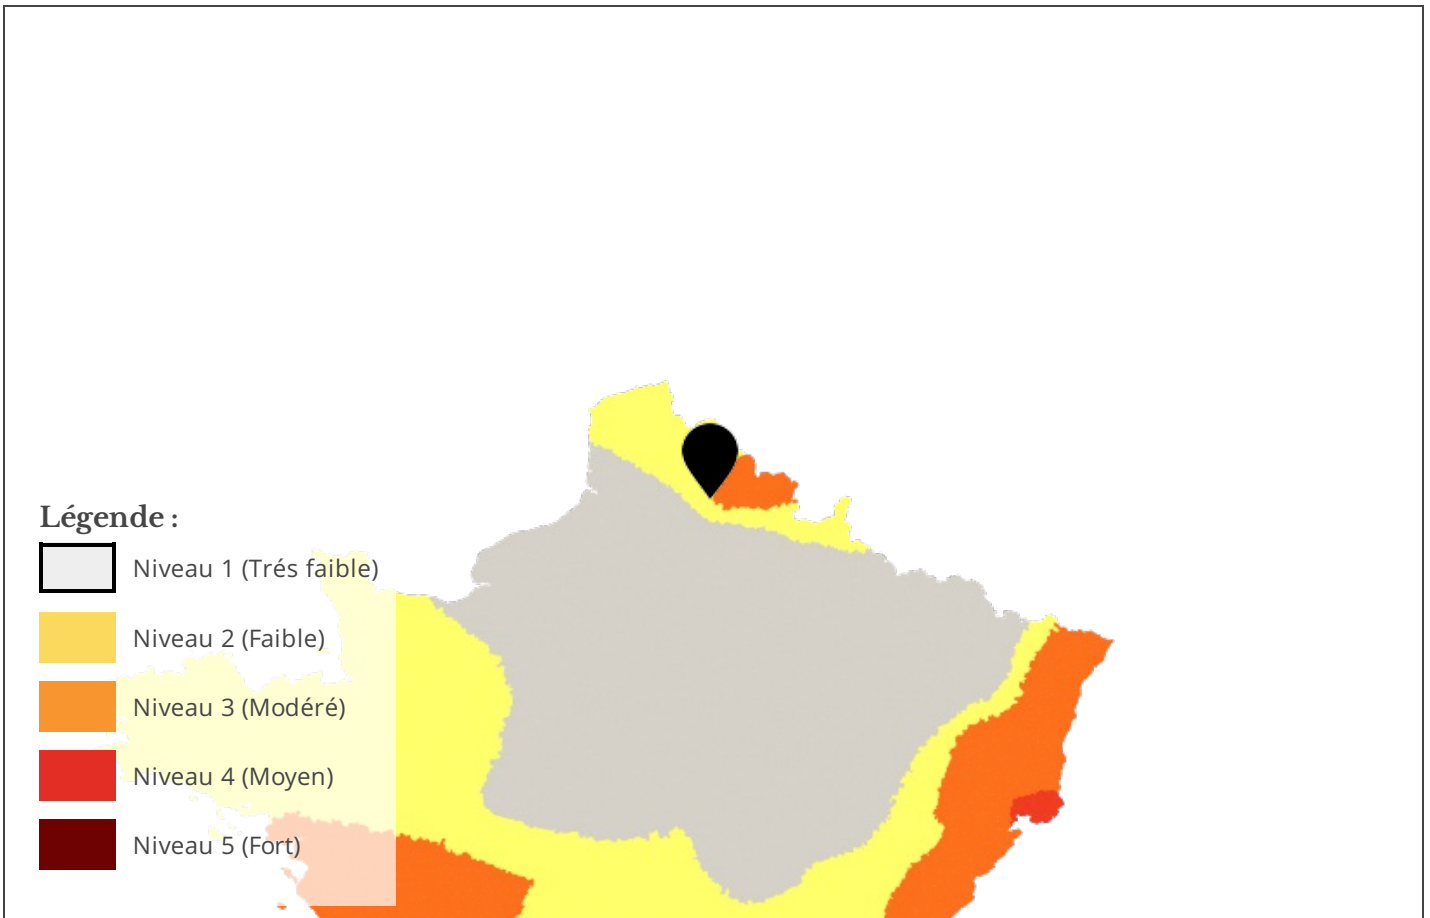 Légende :
Niveau 1 (Trés faible)
Niveau 2 (Faible)
Niveau 3 (Modéré)
Niveau 4 (Moyen)
Niveau 5 (Fort)